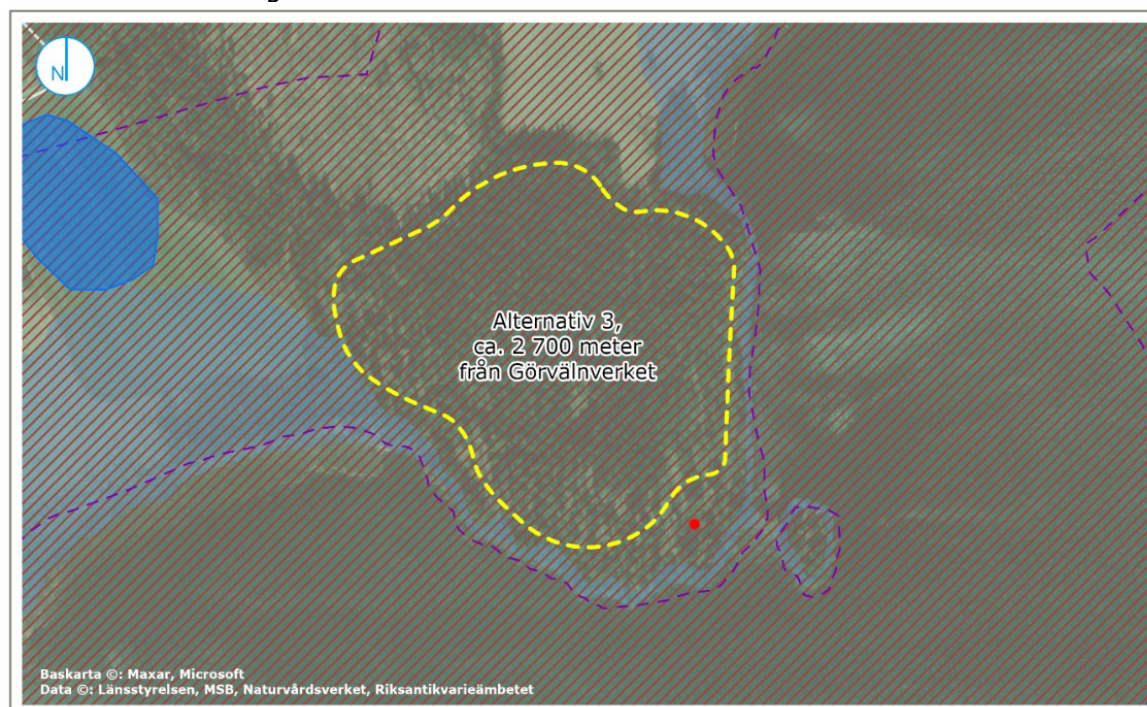 N
Alternativ 3,
ca. 2 700 meter
från Görvälnverket
Baskarta ©: Maxar, Microsoft
Data ©: Länsstyrelsen, MSB, Naturvårdsverket, Riksantikvarieämbetet